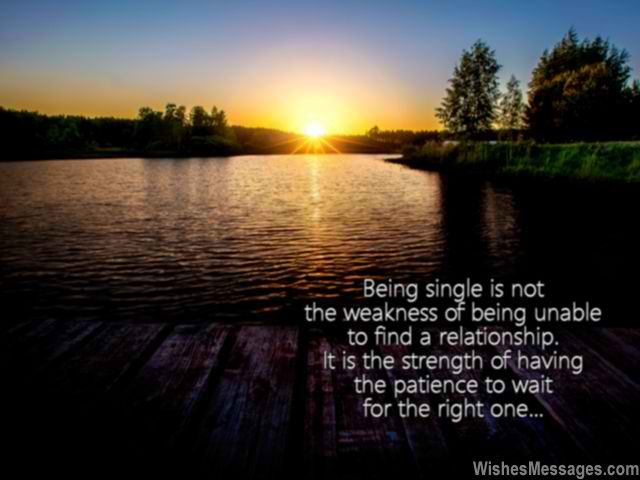 Being single is not
the weakness of being unable
to find a relationship.
It is the strength of having
the patience to wait
for the right one...
WishesMessages.com